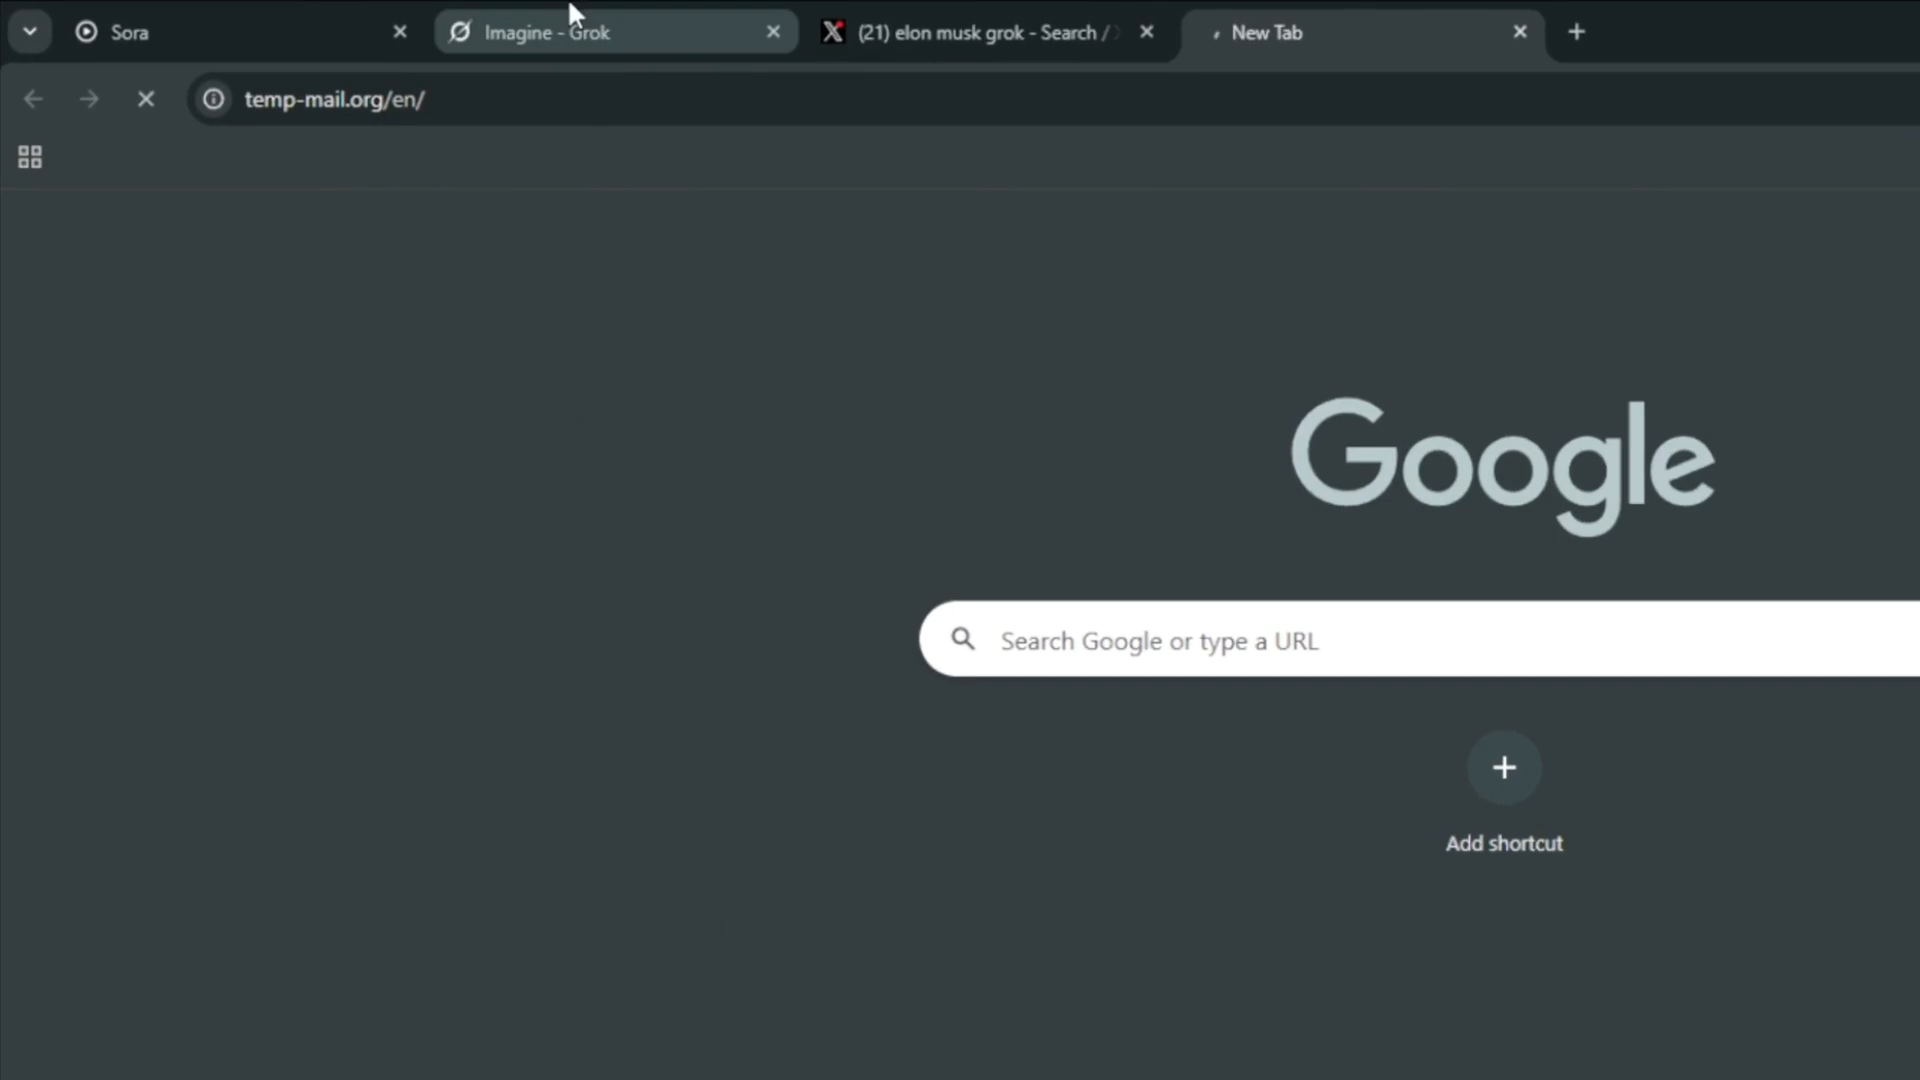 Sora
Imagine - Grok
(21) elon musk grok - Search /
New Tab
temp-mail.org/en/
Google
Search Google or type a URL
Add shortcut